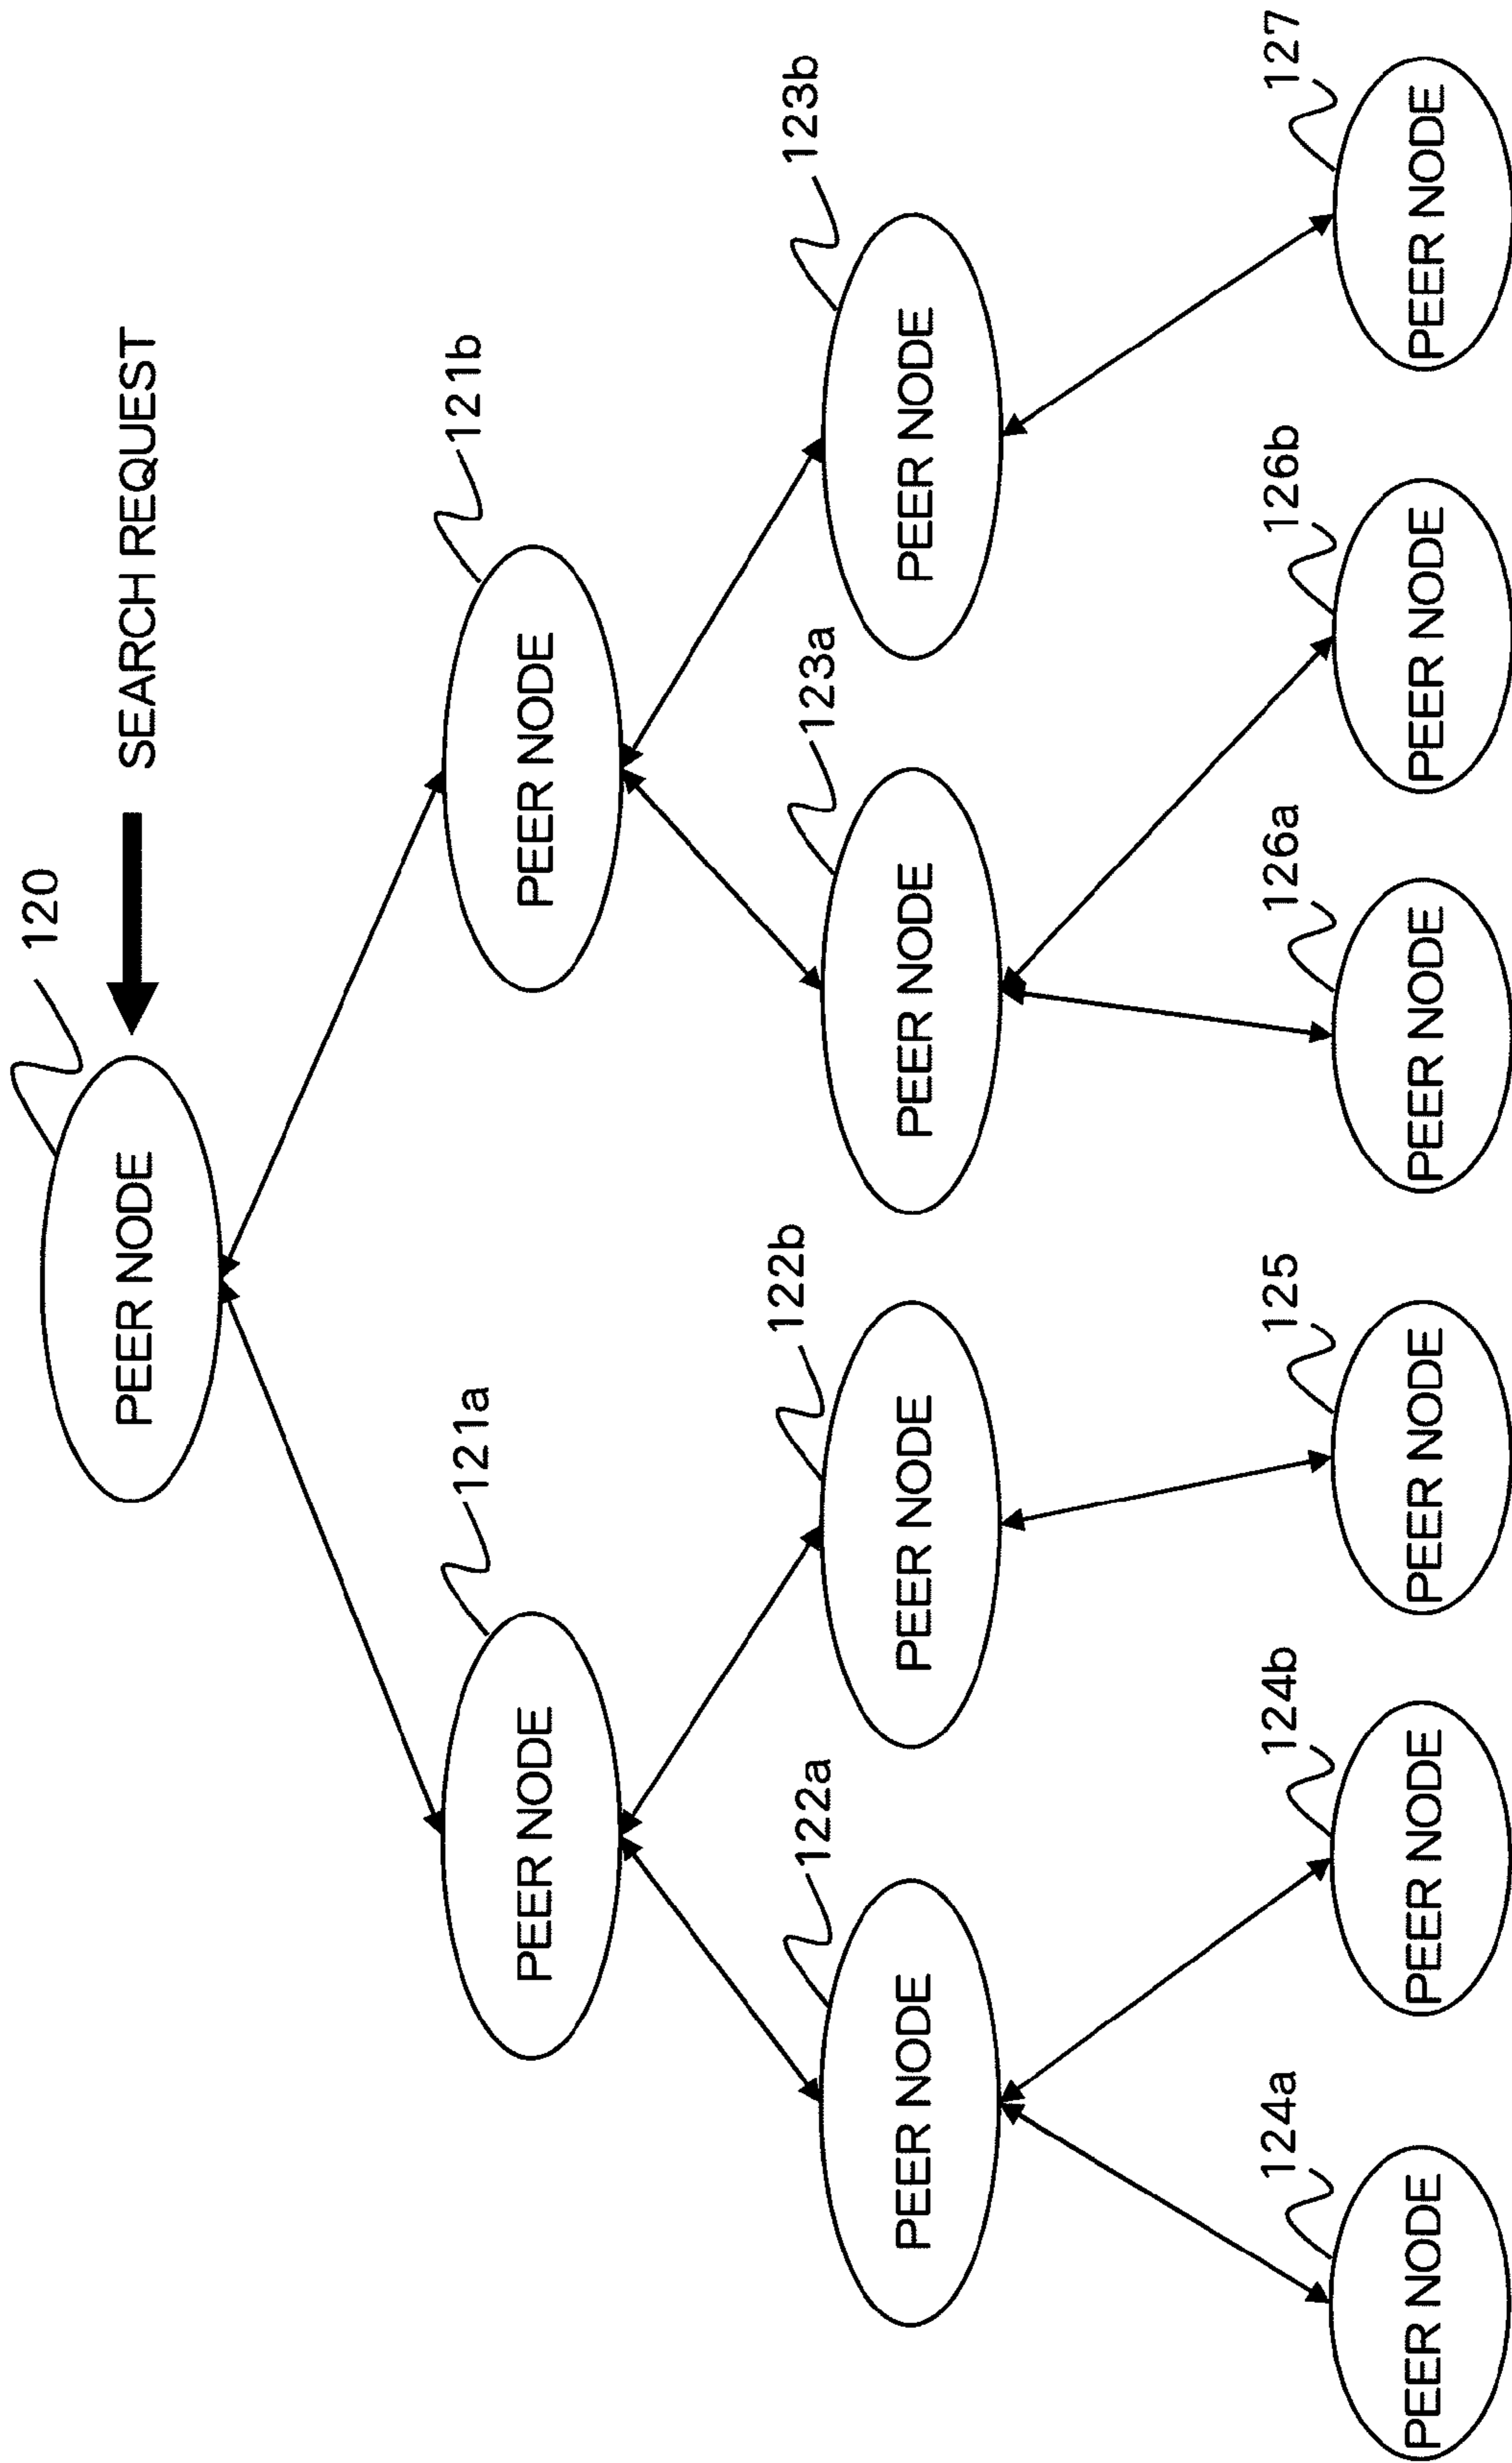 120
SEARCH REQUEST
PEER NODE
121a
121b
PEER NODE
PEER NODE
122a
122b
123a
123b
PEER NODE
PEER NODE
PEER NODE
PEER NODE
124a
124b
125
126a
126b
127
PEER NODE
PEER NODE
PEER NODE
PEER NODE
PEER NODE
PEER NODE